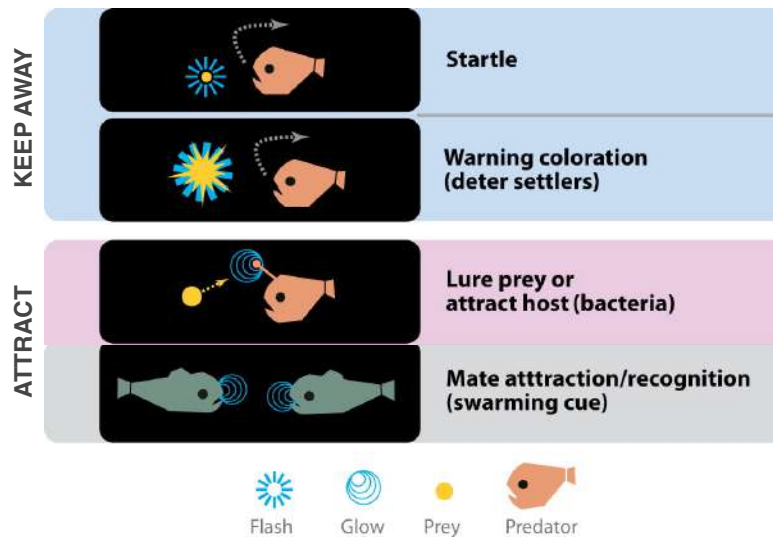 KEEP AWAY
Startle
Warning coloration
(deter settlers)
ATTRACT
Lure prey or
attract host (bacteria)
Mate atttraction/recognition
(swarming cue)
Flash
Glow
Prey
Predator